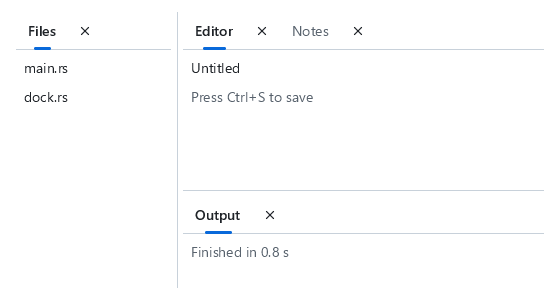 Files
main.rs
dock.rs
Editor Notes
Untitled
Press Ctrl+S to save
Output
Finished in 0.8 s